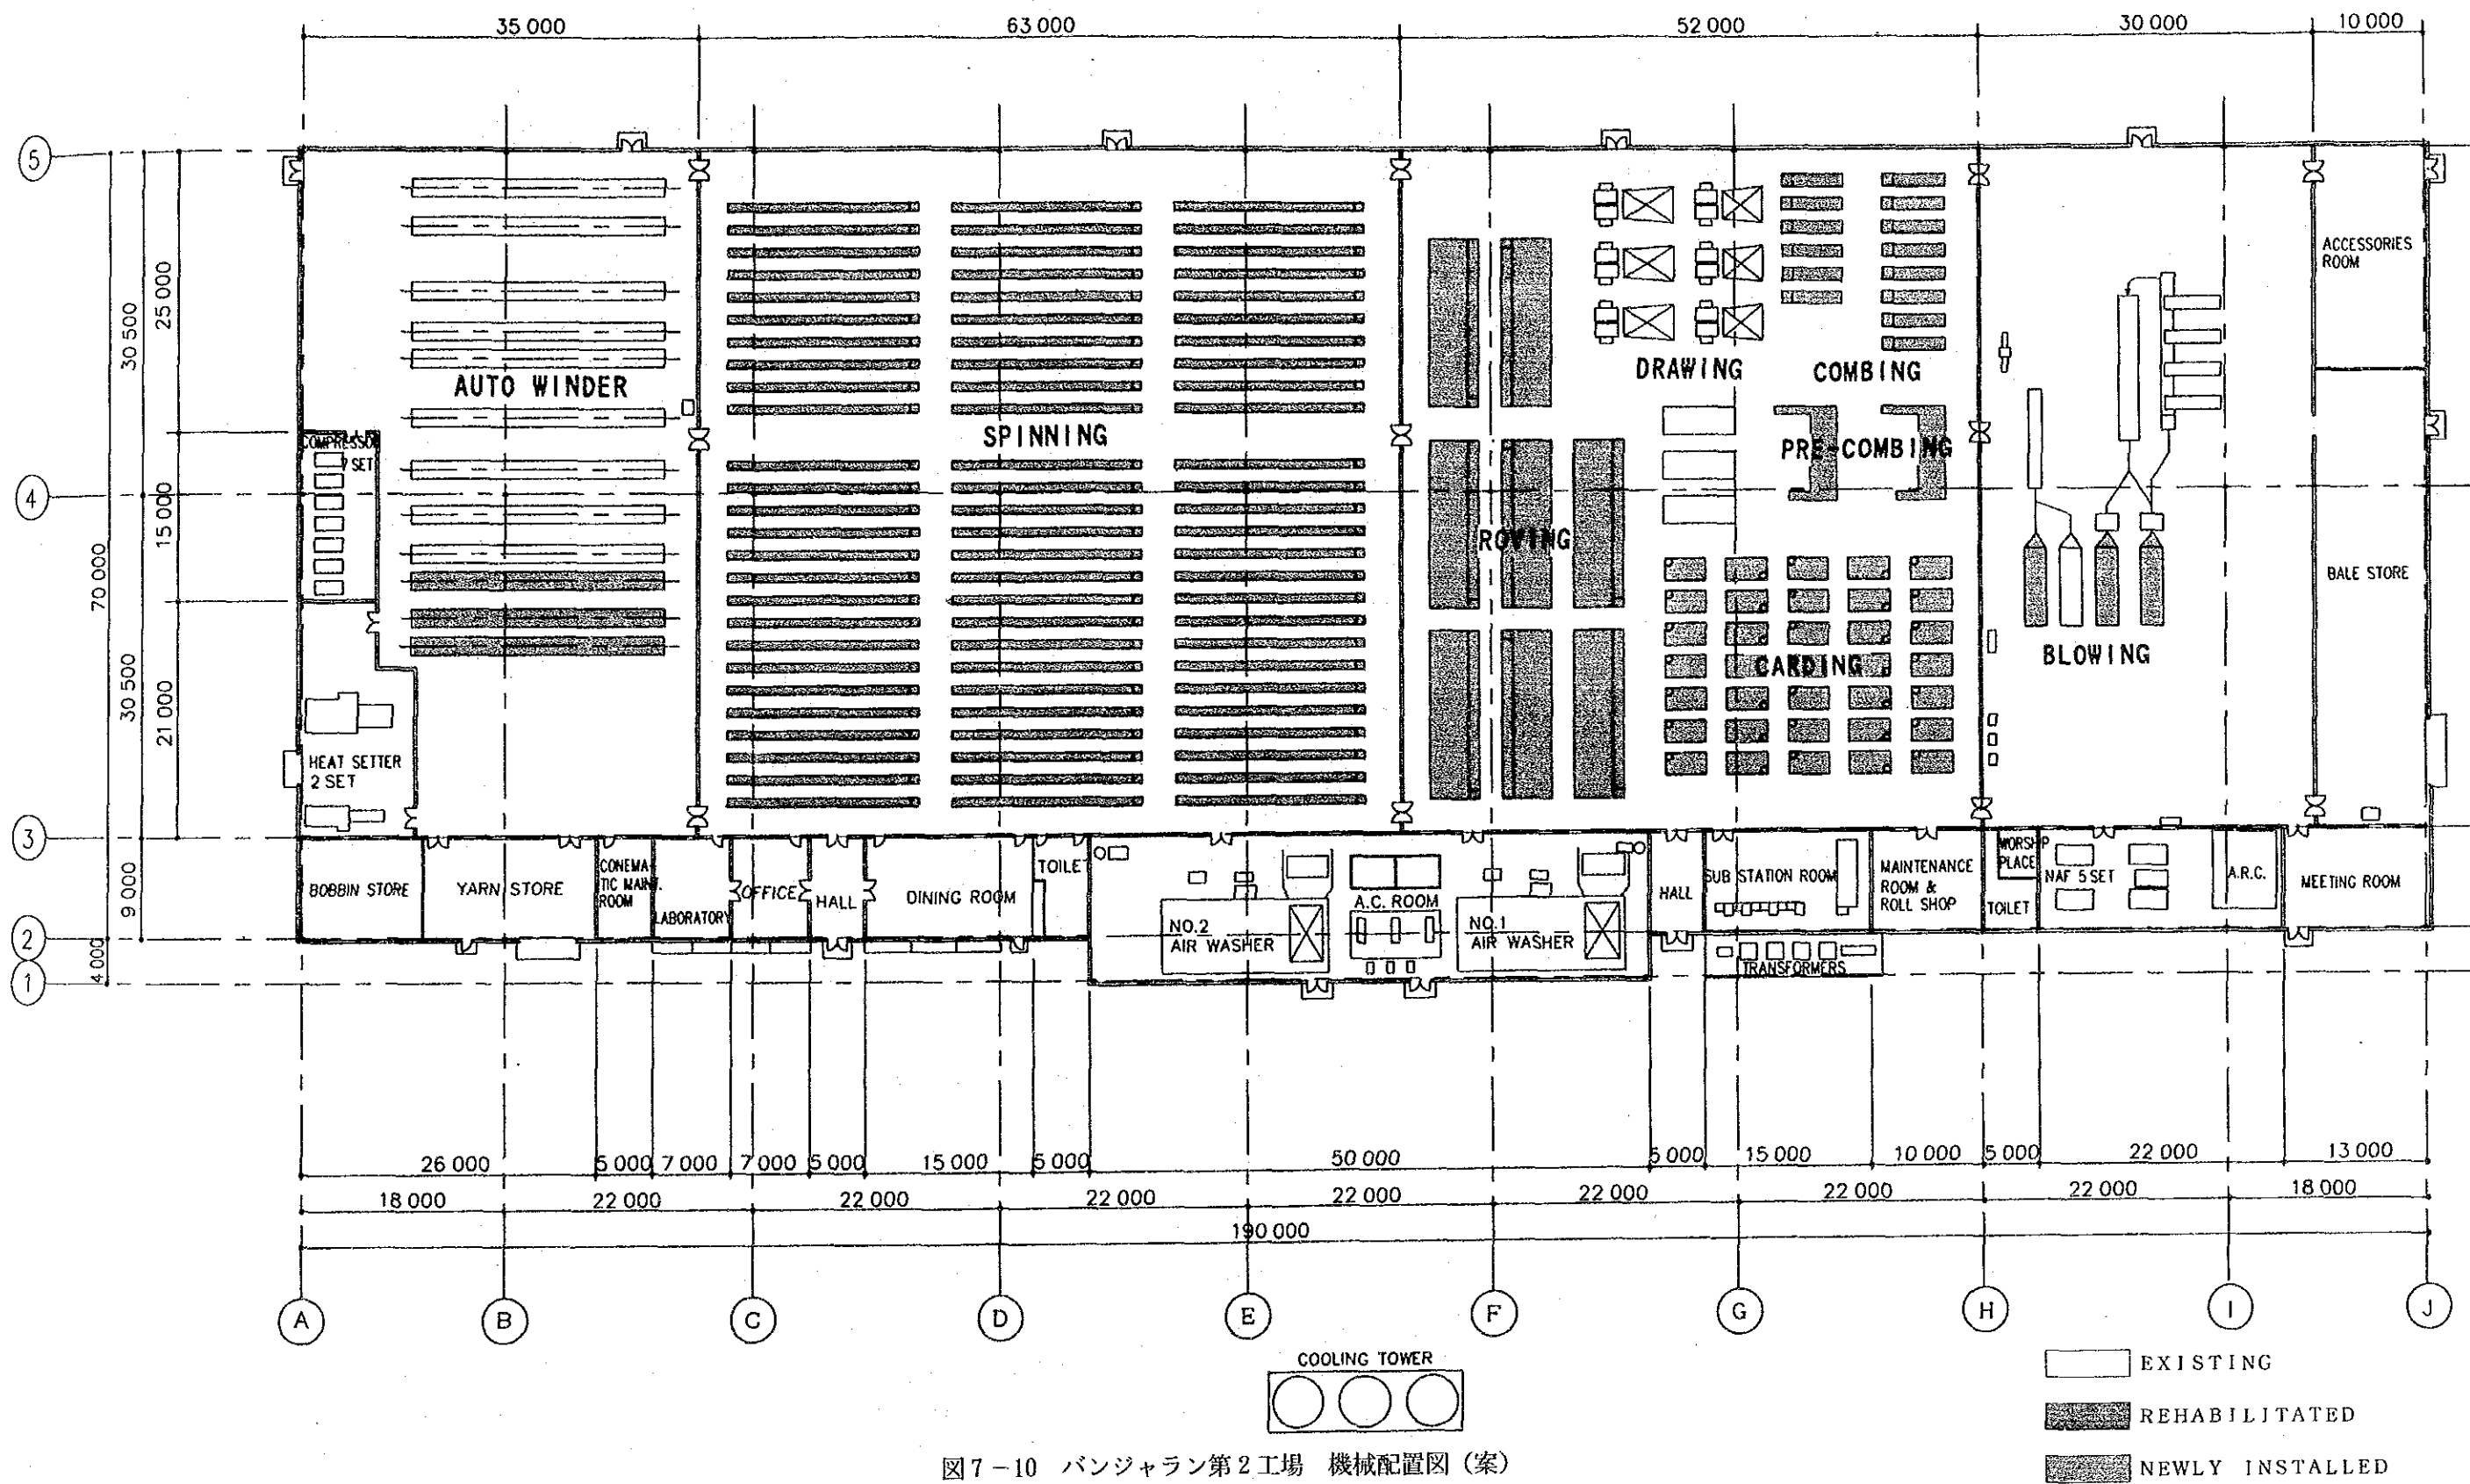 35 000
63 000
52 000
30 000
10 000
5
4
3
2
1
70 000
30 500
30 500
9 000
4 000
25 000
15 000
21 000
AUTO WINDER
SPINNING
ROVING
DRAWING
COMBING
PRE-COMBING
CARDING
BLOWING
ACCESSORIES
ROOM
BALE STORE
COMPRESSOR
7 SET
HEAT SETTER
2 SET
BOBBIN STORE
YARN STORE
CONEMA-
TIC MAINT.
ROOM
LABORATORY
OFFICE
HALL
DINING ROOM
TOILET
NO.2
AIR WASHER
A.C. ROOM
NO.1
AIR WASHER
HALL
SUB STATION ROOM
TRANSFORMERS
MAINTENANCE
ROOM &
ROLL SHOP
WORSHIP
PLACE
TOILET
NAF 5 SET
A.R.C.
MEETING ROOM
26 000
5 000
7 000
7 000
5 000
15 000
5 000
50 000
5 000
15 000
10 000
5 000
22 000
13 000
18 000
22 000
22 000
22 000
22 000
22 000
22 000
22 000
18 000
190 000
A
B
C
D
E
F
G
H
I
J
COOLING TOWER
EXISTING
REHABILITATED
NEWLY INSTALLED
図7-10 バンジャラン第2工場 機械配置図(案)